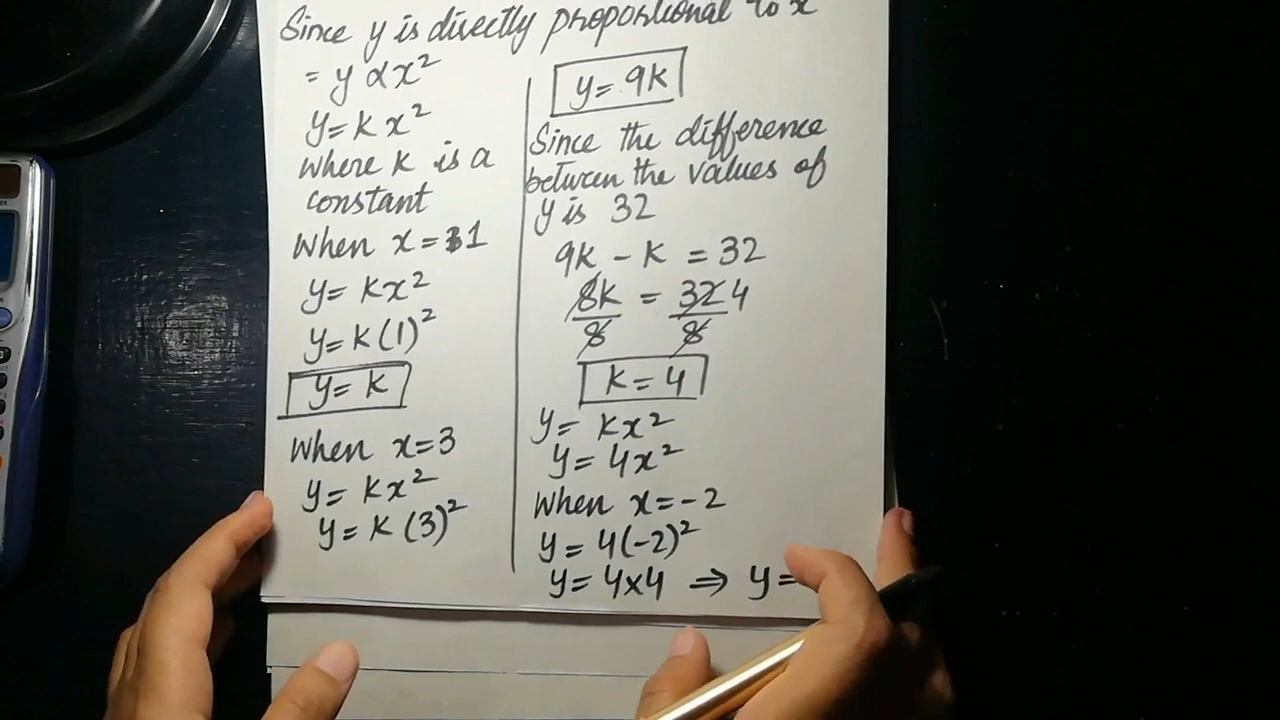 Since y is directly proportional to x
= y ∝ x²
y = kx²
where k is a
constant
When x = 1
y = kx²
y = k(1)²
y = k
When x = 3
y = kx²
y = k(3)²
y = 9k
Since the difference
between the values of
y is 32
9k - k = 32
8k/8 = 32/8 4
k = 4
y = kx²
y = 4x²
When x = -2
y = 4(-2)²
y = 4×4 ⇒ y =